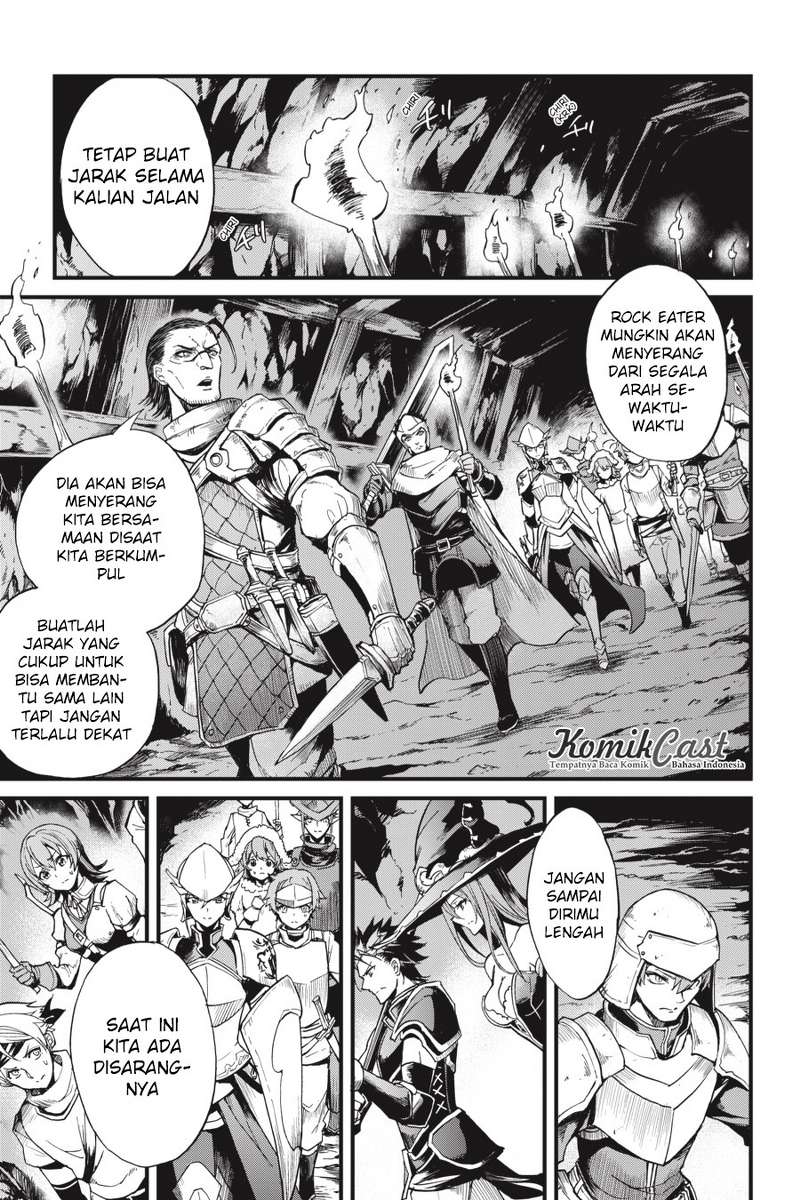 TETAP BUAT
JARAK SELAMA
KALIAN JALAN
CHIRI
チリ
CHIRI
CHIRI
ROCK EATER
MUNGKIN AKAN
MENYERANG
DARI SEGALA
ARAH SE-
WAKTU-
WAKTU
DIA AKAN BISA
MENYERANG
KITA BERSA-
MAAN DISAAT
KITA BERKUM-
PUL
BUATLAH
JARAK YANG
CUKUP UNTUK
BISA MEMBAN-
TU SAMA LAIN
TAPI JANGAN
TERLALU DEKAT
KomikCast
Tempatnya Baca Komik Bahasa Indonesia
JANGAN
SAMPAI
DIRIMU
LENGAH
SAAT INI
KITA ADA
DISARANG-
NYA